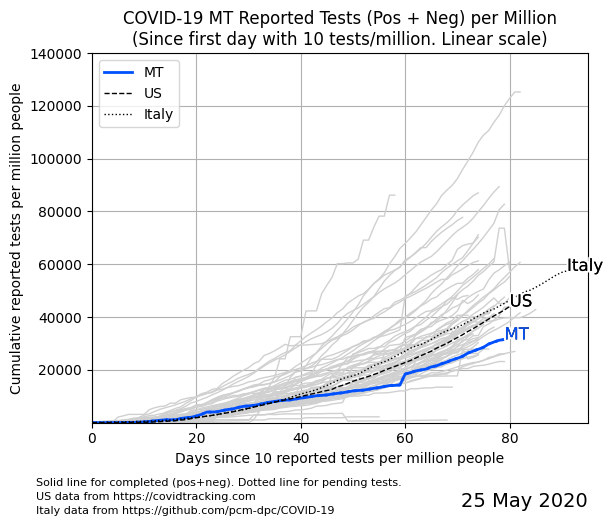 COVID-19 MT Reported Tests (Pos + Neg) per Million
(Since first day with 10 tests/million. Linear scale)
Cumulative reported tests per million people
140000
120000
100000
80000
60000
40000
20000
MT
US
Italy
Italy
US
MT
0
20
40
60
80
Days since 10 reported tests per million people
Solid line for completed (pos+neg). Dotted line for pending tests.
US data from https://covidtracking.com
Italy data from https://github.com/pcm-dpc/COVID-19
25 May 2020